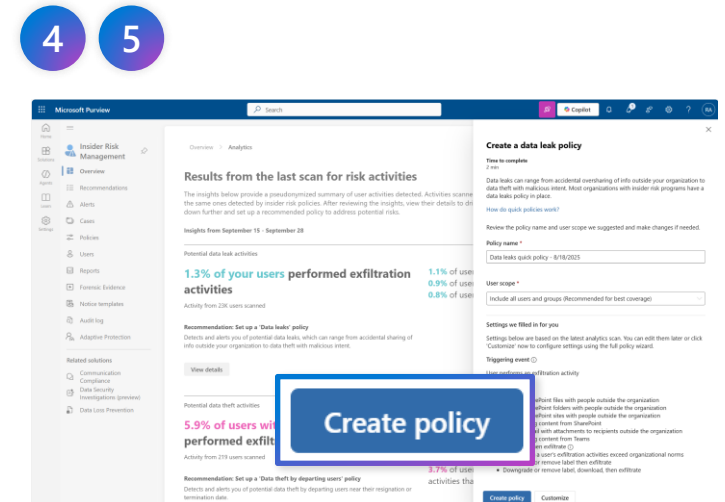 4 5
Microsoft Purview
Search
Copilot
RA
Home
Insider Risk
Management
Solutions
Agents
Learn
Settings
Overview
Recommendations
Alerts
Cases
Policies
Users
Reports
Forensic Evidence
Notice templates
Audit log
Adaptive Protection
Related solutions
Communication
Compliance
Data Security
Investigations (preview)
Data Loss Prevention
Overview > Analytics
Results from the last scan for risk activities
The insights below provide a pseudonymized summary of user activities detected. Activities scanne
the same ones detected by insider risk policies. After reviewing the insights, view their details to dri
down further and set up a recommended policy to address potential risks.
Insights from September 15 - September 28
Potential data leak activities
1.3% of your users performed exfiltration
activities
Activity from 23K users scanned
1.1% of use
0.9% of use
0.8% of use
Recommendation: Set up a 'Data leaks' policy
Detects and alerts you of potential data leaks, which can range from accidental sharing of
info outside your organization to data theft with malicious intent.
View details
Potential data theft activities
5.9% of users wit
performed exfilt
Activity from 219 users scanned
3.7% of use
activities tha
Recommendation: Set up a 'Data theft by departing users' policy
Detects and alerts you of potential data theft by departing users near their resignation or
termination date.
Create policy
Create a data leak policy
Time to complete
2 min
Data leaks can range from accidental oversharing of info outside your organization to
data theft with malicious intent. Most organizations with insider risk programs have a
data leaks policy in place.
How do quick policies work?
Review the policy name and user scope we suggested and make changes if needed.
Policy name *
Data leaks quick policy - 8/18/2025
User scope *
Include all users and groups (Recommended for best coverage)
Settings we filled in for you
Settings below are based on the latest analytics scan. You can edit them later or click
'Customize' now to configure settings using the full policy wizard.
Triggering event
User performs an exfiltration activity
ePoint files with people outside the organization
ePoint folders with people outside the organization
ePoint sites with people outside the organization
g content from SharePoint
il with attachments to recipients outside the organization
g content from Teams
hen exfiltrate
a user's exfiltration activities exceed organizational norms
or remove label then exfiltrate
Downgrade or remove label, download, then exfiltrate
Create policy Customize